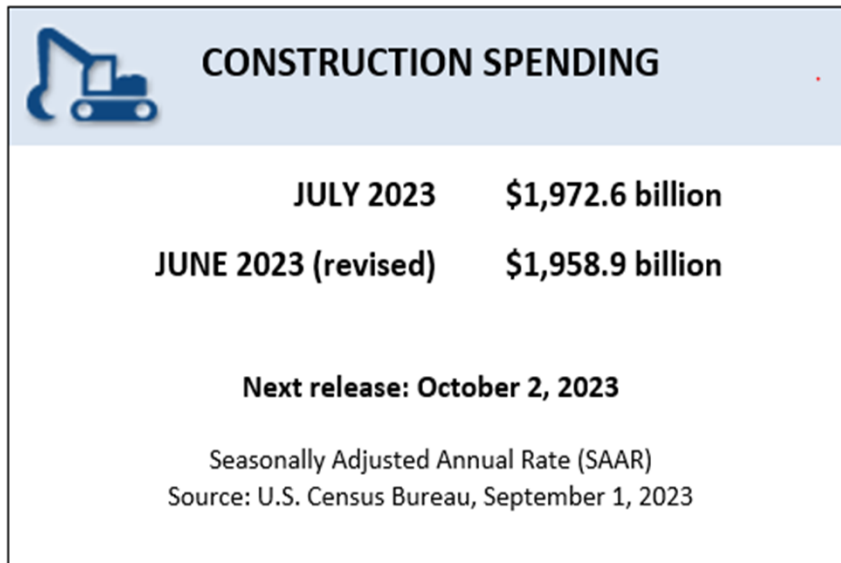 CONSTRUCTION SPENDING
JULY 2023 $1,972.6 billion
JUNE 2023 (revised) $1,958.9 billion
Next release: October 2, 2023
Seasonally Adjusted Annual Rate (SAAR)
Source: U.S. Census Bureau, September 1, 2023